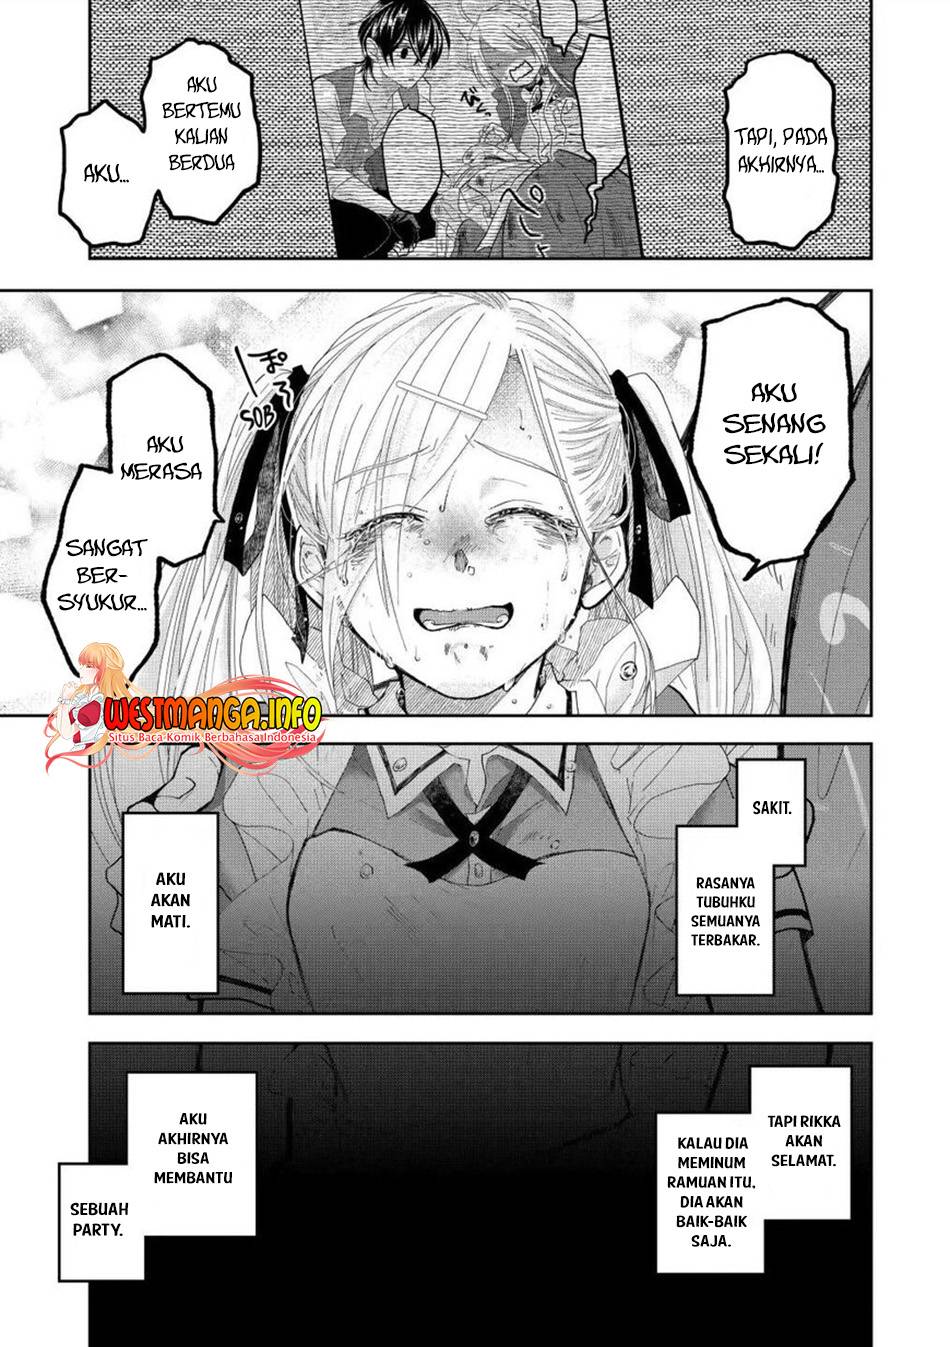 TAPI, PADA
AKHIRNYA...
AKU
BERTEMU
KALIAN
BERDUA
AKU...
AKU
SENANG
SEKALI!
ぽろ
SOB
AKU
MERASA
SANGAT
BER-
SYUKUR...
WESTMANGA.INFO
Situs Baca Komik Berbahasa Indonesia
SAKIT.
RASANYA
TUBUHKU
SEMUANYA
TERBAKAR.
AKU
AKAN
MATI.
TAPI RIKKA
AKAN
SELAMAT.
KALAU DIA
MEMINUM
RAMUAN ITU,
DIA AKAN
BAIK-BAIK
SAJA.
AKU
AKHIRNYA
BISA
MEMBANTU
SEBUAH
PARTY.